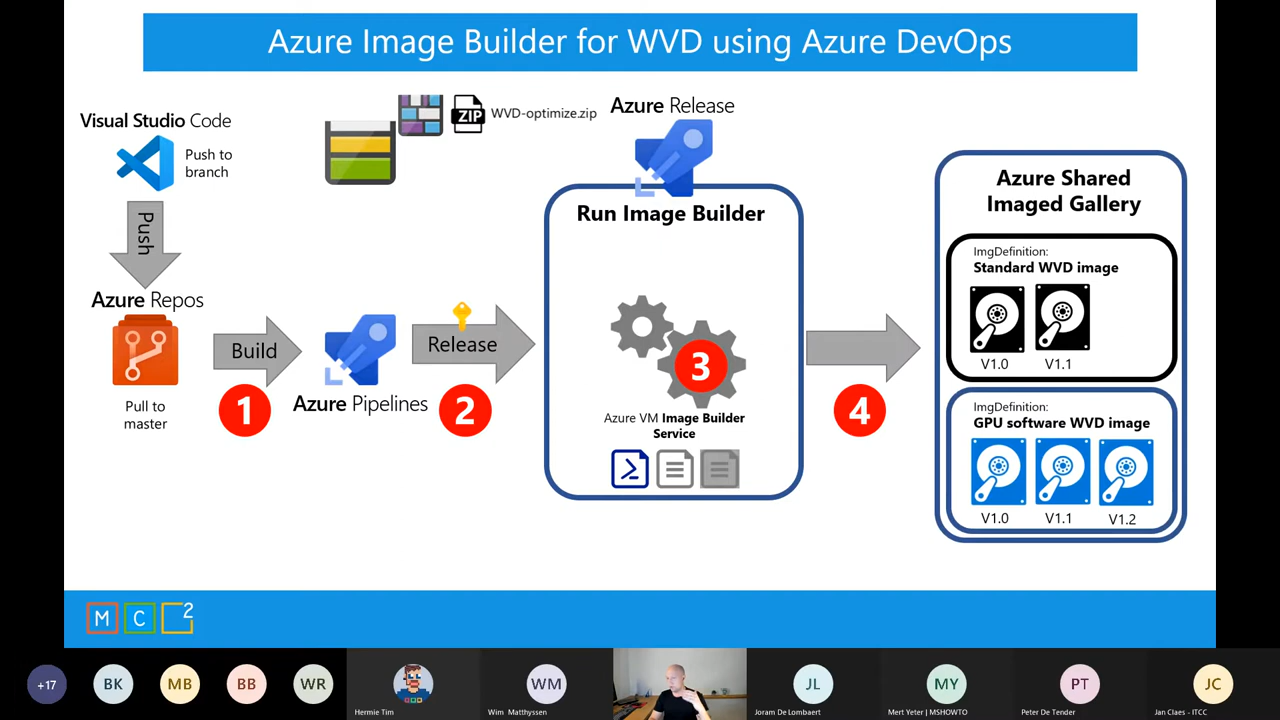 Azure Image Builder for WVD using Azure DevOps
Visual Studio Code
Push to
branch
ZIP
WVD-optimize.zip
Azure Release
Push
Azure Repos
Pull to
master
Build
1
Azure Pipelines
Release
2
Run Image Builder
3
Azure VM Image Builder
Service
4
Azure Shared
Imaged Gallery
ImgDefinition:
Standard WVD image
V1.0
V1.1
ImgDefinition:
GPU software WVD image
V1.0
V1.1
V1.2
M C 2
+17
BK
MB
BB
WR
Hermie Tim
WM
Wim Matthyssen
JL
Joram De Lombaert
MY
Mert Yeter | MSHOWTO
PT
Peter De Tender
JC
Jan Claes - ITCC